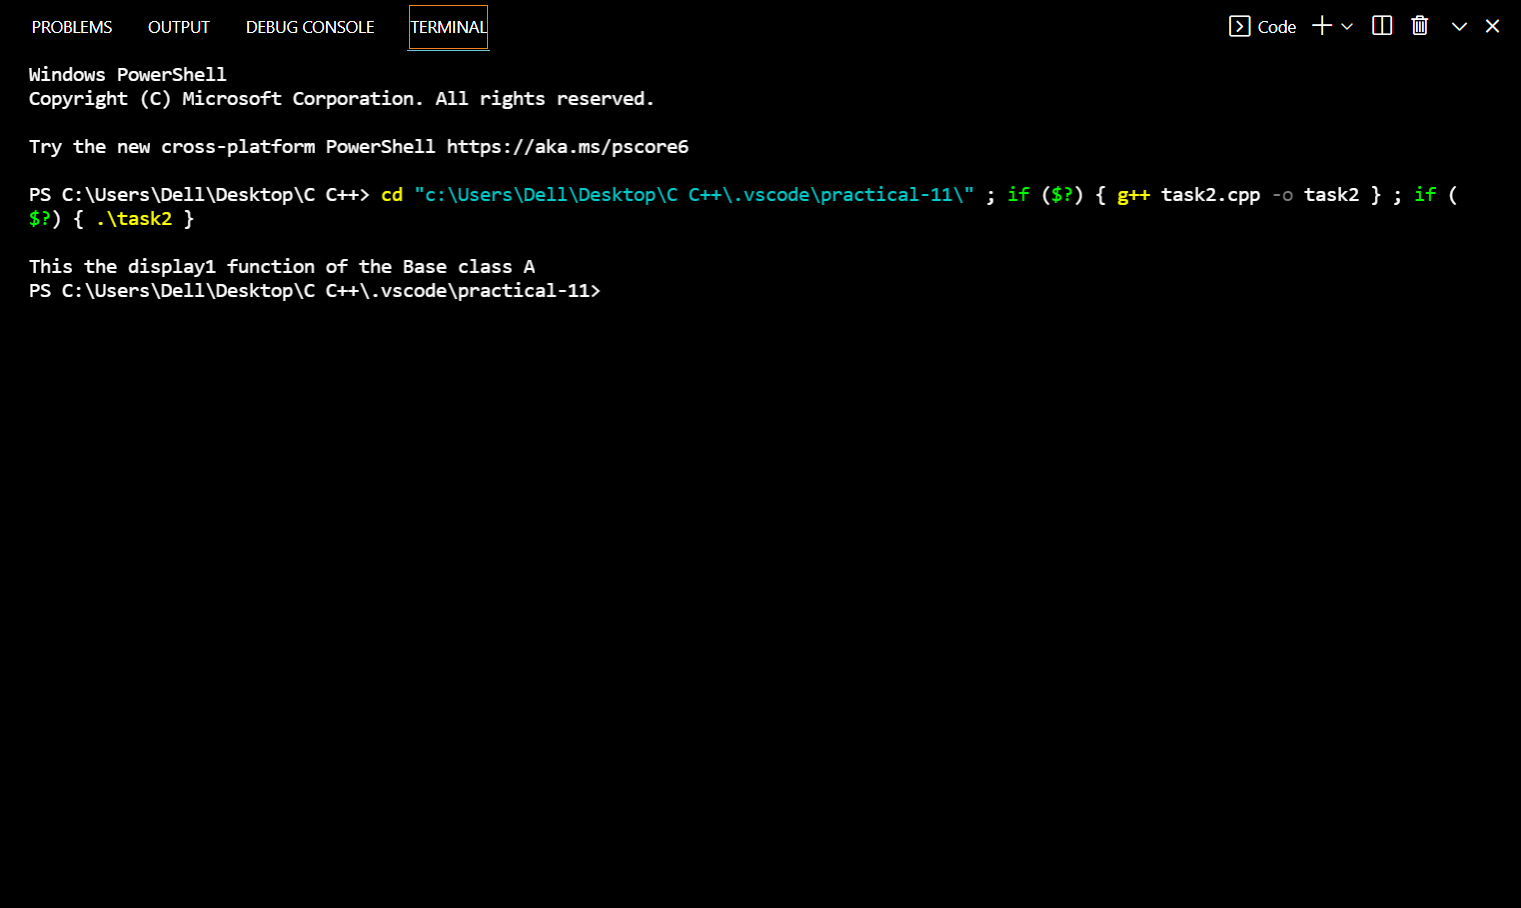 PROBLEMS OUTPUT DEBUG CONSOLE TERMINAL Code
Windows PowerShell
Copyright (C) Microsoft Corporation. All rights reserved.
Try the new cross-platform PowerShell https://aka.ms/pscore6
PS C:\Users\Dell\Desktop\C C++> cd "c:\Users\Dell\Desktop\C C++\.vscode\practical-11\" ; if ($?) { g++ task2.cpp -o task2 } ; if (
$?) { .\task2 }
This the display1 function of the Base class A
PS C:\Users\Dell\Desktop\C C++\.vscode\practical-11>